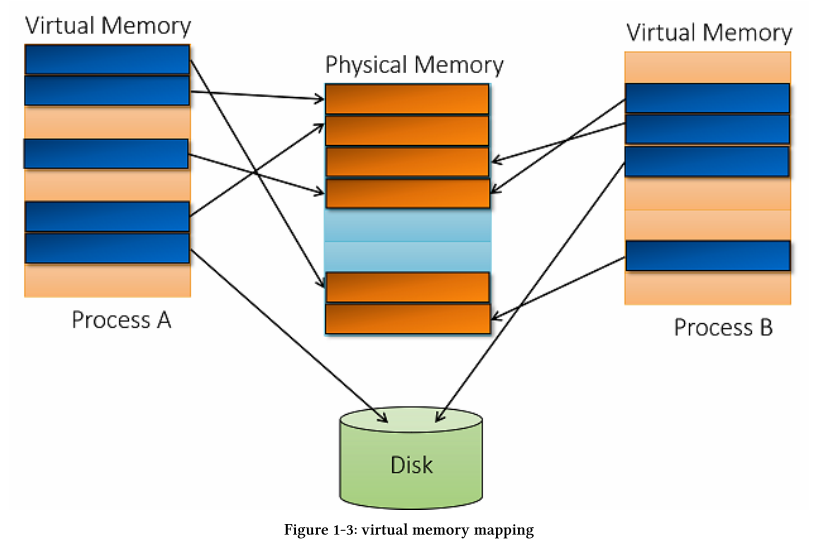 Virtual Memory
Virtual Memory
Physical Memory
Process A
Process B
Disk
Figure 1-3: virtual memory mapping